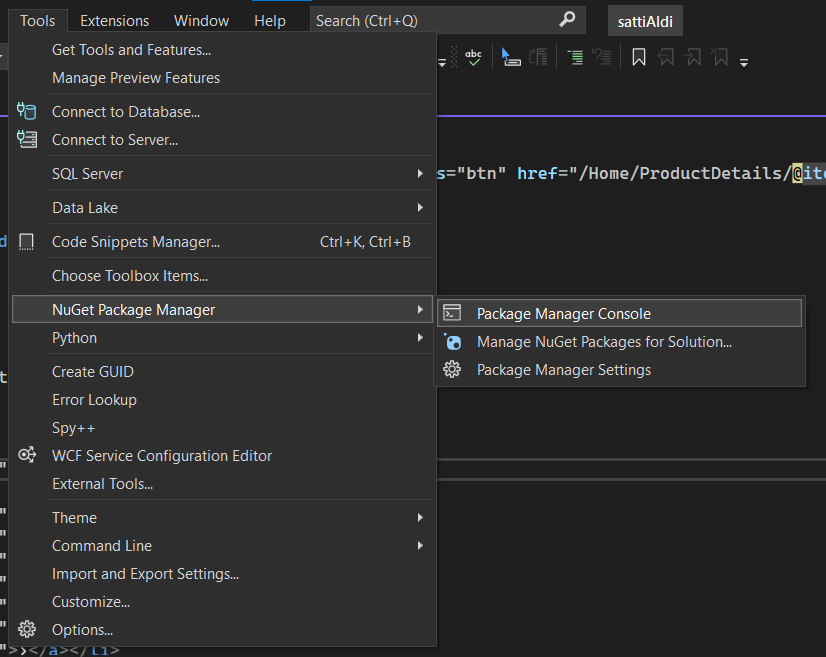 Tools Extensions Window Help Search (Ctrl+Q) sattiAldi
Get Tools and Features...
Manage Preview Features
abc
Connect to Database...
Connect to Server...
SQL Server
s="btn" href="/Home/ProductDetails/@ite
Data Lake
Code Snippets Manager... Ctrl+K, Ctrl+B
Choose Toolbox Items...
NuGet Package Manager
Package Manager Console
Python
Manage NuGet Packages for Solution...
Create GUID
Package Manager Settings
Error Lookup
Spy++
WCF Service Configuration Editor
External Tools...
Theme
Command Line
Import and Export Settings...
Customize...
Options...
</a></li>